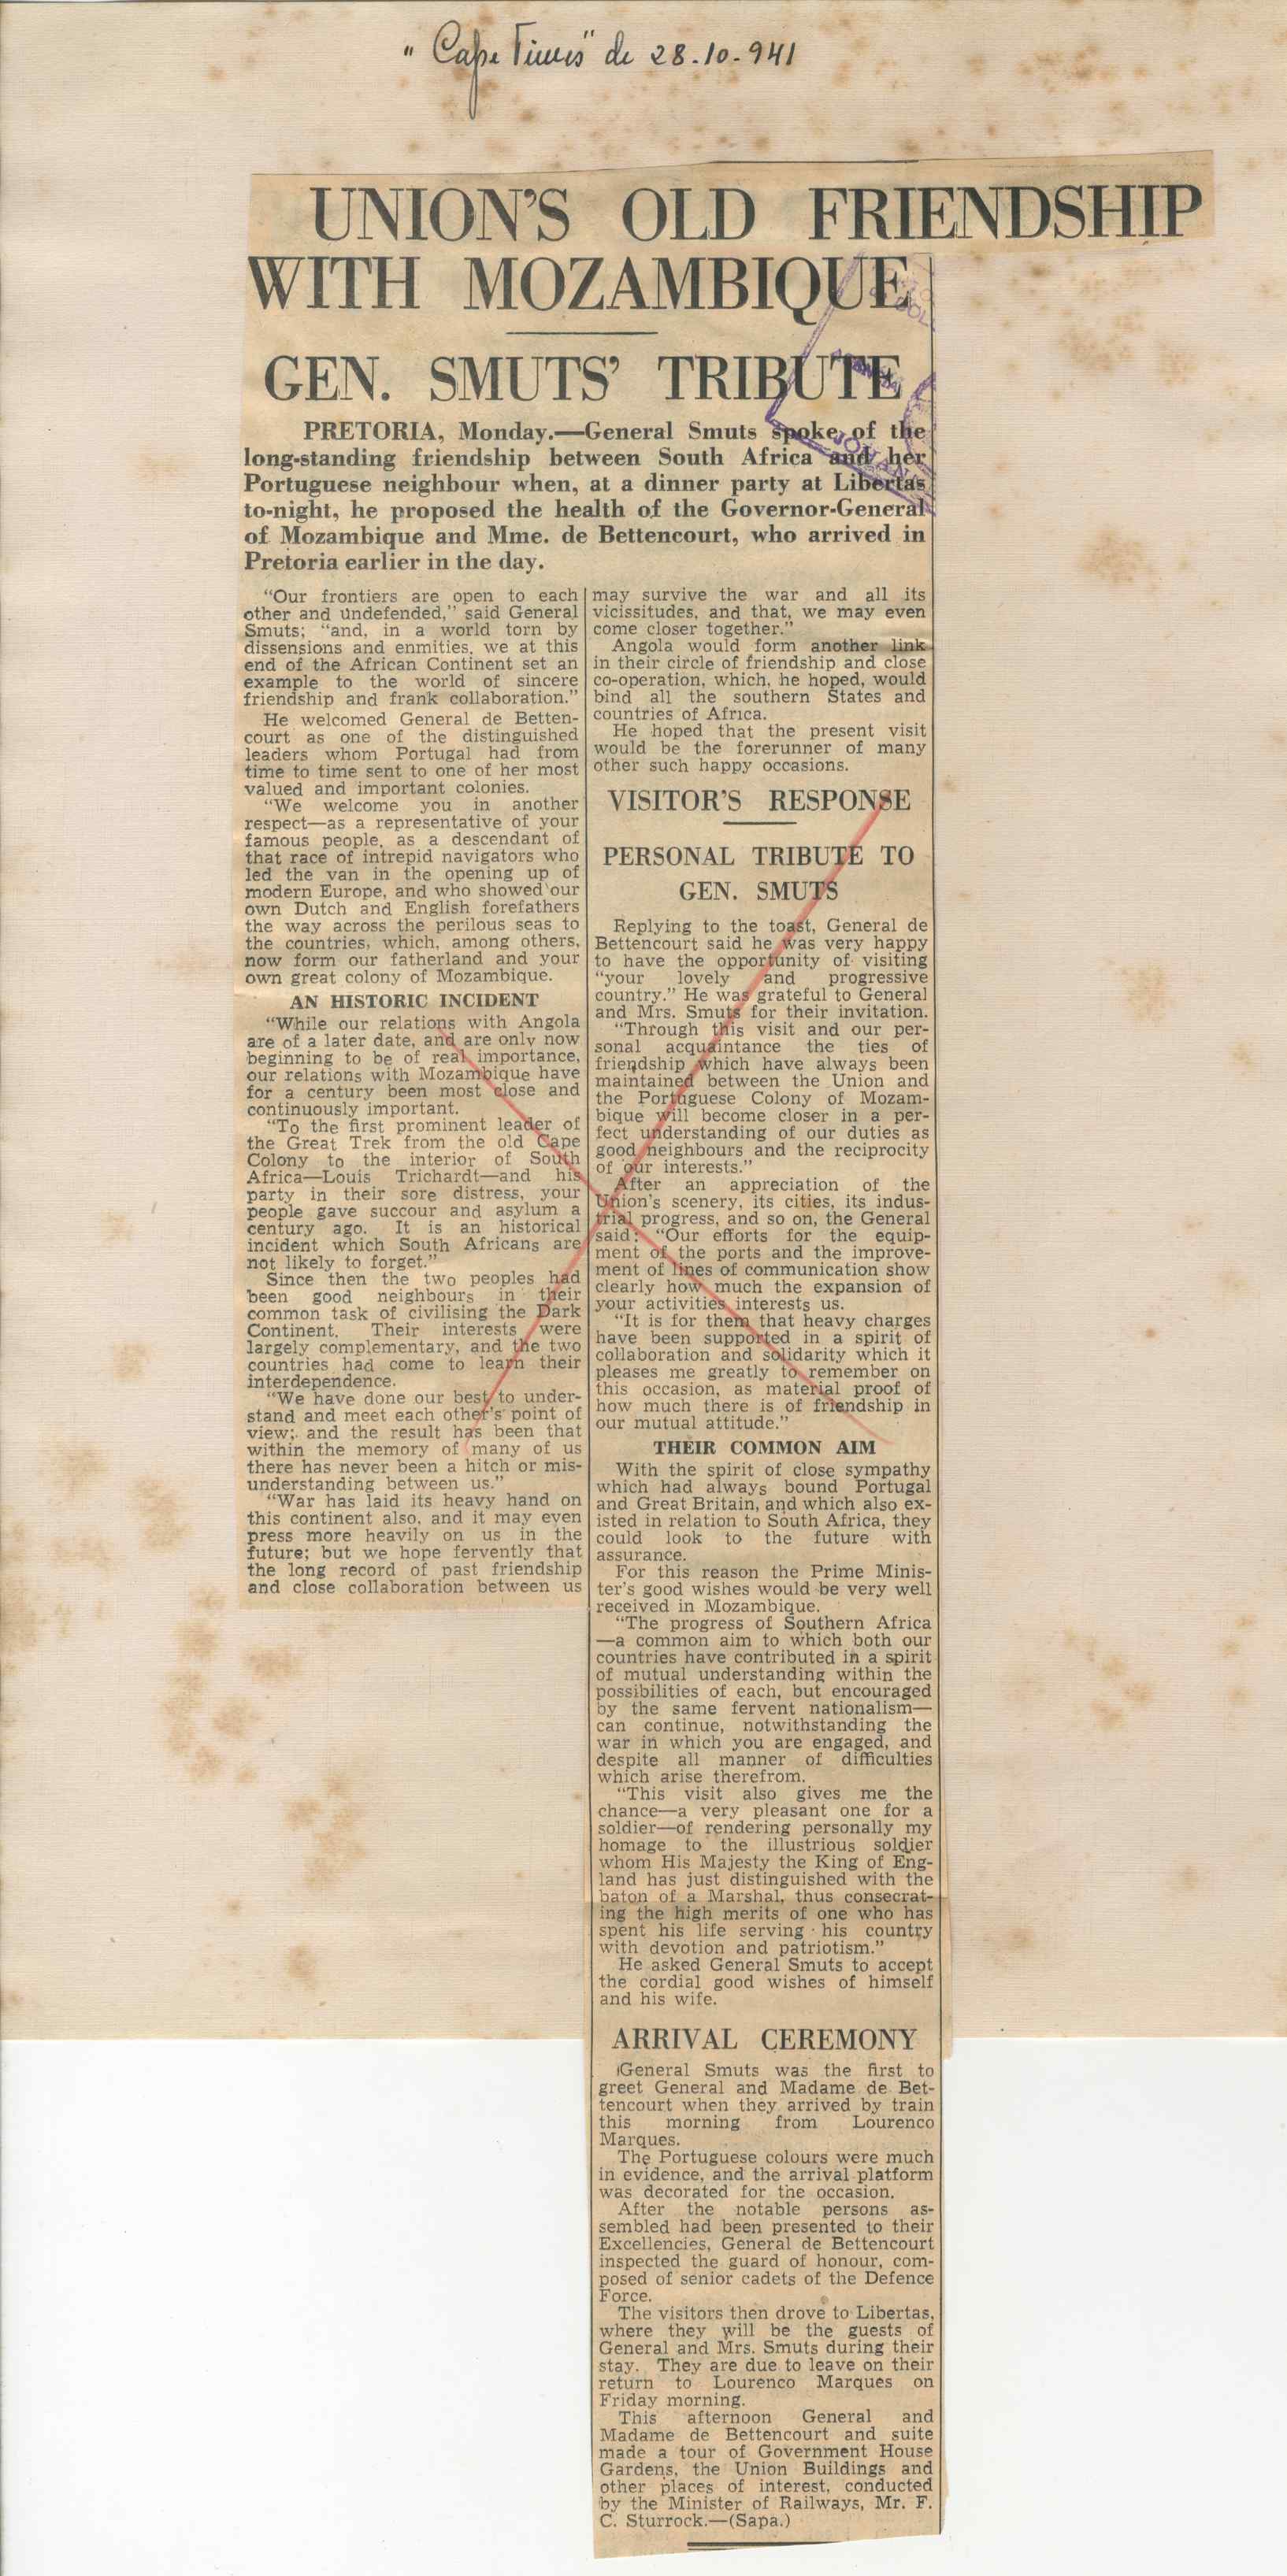 "Cape Times" de 28.10.941
UNION'S OLD FRIENDSHIP
WITH MOZAMBIQUE
GEN. SMUTS' TRIBUTE
PRETORIA, Monday.—General Smuts spoke of the
long-standing friendship between South Africa and her
Portuguese neighbour when, at a dinner party at Libertas
to-night, he proposed the health of the Governor-General
of Mozambique and Mme. de Bettencourt, who arrived in
Pretoria earlier in the day.
"Our frontiers are open to each
other and undefended," said General
Smuts; "and, in a world torn by
dissensions and enmities, we at this
end of the African Continent set an
example to the world of sincere
friendship and frank collaboration."
He welcomed General de Betten-
court as one of the distinguished
leaders whom Portugal had from
time to time sent to one of her most
valued and important colonies.
"We welcome you in another
respect—as a representative of your
famous people, as a descendant of
that race of intrepid navigators who
led the van in the opening up of
modern Europe, and who showed our
own Dutch and English forefathers
the way across the perilous seas to
the countries, which, among others,
now form our fatherland and your
own great colony of Mozambique.
AN HISTORIC INCIDENT
"While our relations with Angola
are of a later date, and are only now
beginning to be of real importance,
our relations with Mozambique have
for a century been most close and
continuously important.
"To the first prominent leader of
the Great Trek from the old Cape
Colony to the interior of South
Africa—Louis Trichardt—and his
party in their sore distress, your
people gave succour and asylum a
century ago. It is an historical
incident which South Africans are
not likely to forget."
Since then the two peoples had
been good neighbours in their
common task of civilising the Dark
Continent. Their interests were
largely complementary, and the two
countries had come to learn their
interdependence.
"We have done our best to under-
stand and meet each other's point of
view; and the result has been that
within the memory of many of us
there has never been a hitch or mis-
understanding between us."
"War has laid its heavy hand on
this continent also, and it may even
press more heavily on us in the
future; but we hope fervently that
the long record of past friendship
and close collaboration between us
may survive the war and all its
vicissitudes, and that, we may even
come closer together."
Angola would form another link
in their circle of friendship and close
co-operation, which, he hoped, would
bind all the southern States and
countries of Africa.
He hoped that the present visit
would be the forerunner of many
other such happy occasions.
VISITOR'S RESPONSE
PERSONAL TRIBUTE TO
GEN. SMUTS
Replying to the toast, General de
Bettencourt said he was very happy
to have the opportunity of visiting
"your lovely and progressive
country." He was grateful to General
and Mrs. Smuts for their invitation.
"Through this visit and our per-
sonal acquaintance the ties of
friendship which have always been
maintained between the Union and
the Portuguese Colony of Mozam-
bique will become closer in a per-
fect understanding of our duties as
good neighbours and the reciprocity
of our interests."
After an appreciation of the
Union's scenery, its cities, its indus-
trial progress, and so on, the General
said: "Our efforts for the equip-
ment of the ports and the improve-
ment of lines of communication show
clearly how much the expansion of
your activities interests us.
"It is for them that heavy charges
have been supported in a spirit of
collaboration and solidarity which it
pleases me greatly to remember on
this occasion, as material proof of
how much there is of friendship in
our mutual attitude."
THEIR COMMON AIM
With the spirit of close sympathy
which had always bound Portugal
and Great Britain, and which also ex-
isted in relation to South Africa, they
could look to the future with
assurance.
For this reason the Prime Minis-
ter's good wishes would be very well
received in Mozambique.
"The progress of Southern Africa
—a common aim to which both our
countries have contributed in a spirit
of mutual understanding within the
possibilities of each, but encouraged
by the same fervent nationalism—
can continue, notwithstanding the
war in which you are engaged, and
despite all manner of difficulties
which arise therefrom.
"This visit also gives me the
chance—a very pleasant one for a
soldier—of rendering personally my
homage to the illustrious soldier
whom His Majesty the King of Eng-
land has just distinguished with the
baton of a Marshal, thus consecrat-
ing the high merits of one who has
spent his life serving his country
with devotion and patriotism."
He asked General Smuts to accept
the cordial good wishes of himself
and his wife.
ARRIVAL CEREMONY
General Smuts was the first to
greet General and Madame de Bet-
tencourt when they arrived by train
this morning from Lourenco
Marques.
The Portuguese colours were much
in evidence, and the arrival platform
was decorated for the occasion.
After the notable persons as-
sembled had been presented to their
Excellencies, General de Bettencourt
inspected the guard of honour, com-
posed of senior cadets of the Defence
Force.
The visitors then drove to Libertas,
where they will be the guests of
General and Mrs. Smuts during their
stay. They are due to leave on their
return to Lourenco Marques on
Friday morning.
This afternoon General and
Madame de Bettencourt and suite
made a tour of Government House
Gardens, the Union Buildings and
other places of interest, conducted
by the Minister of Railways, Mr. F.
C. Sturrock.—(Sapa.)